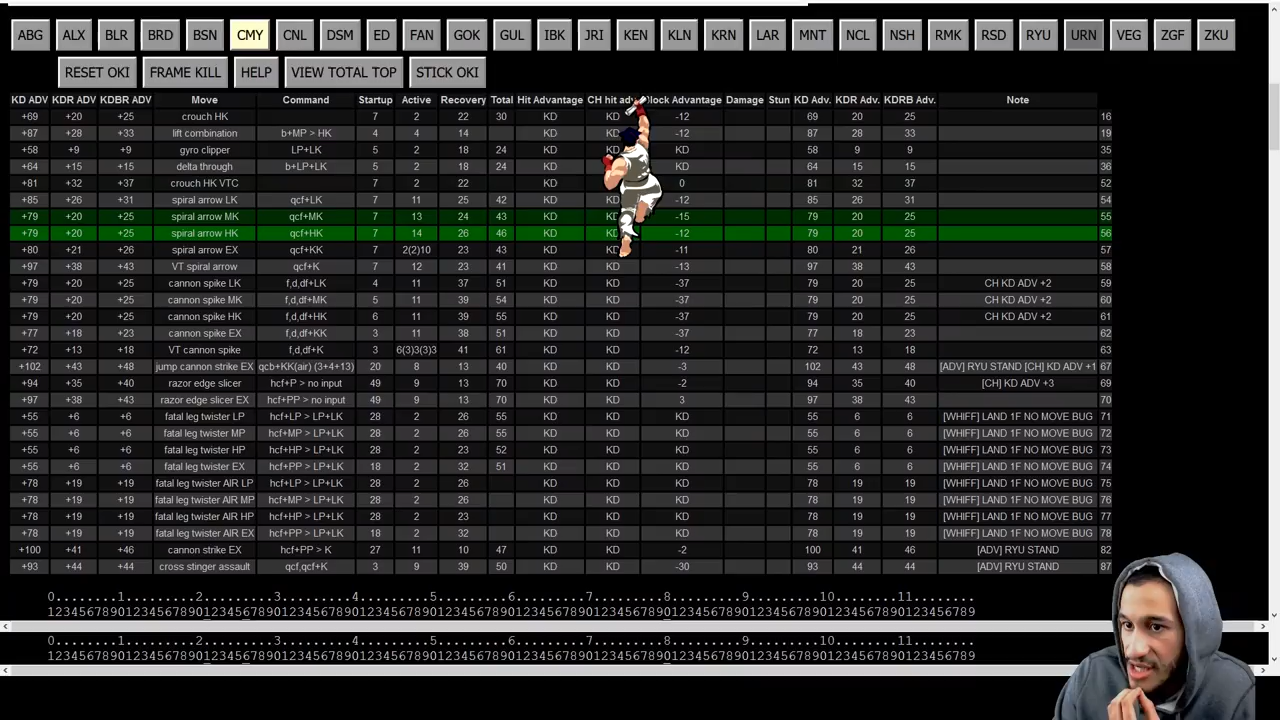 ABG ALX BLR BRD BSN CMY CNL DSM ED FAN GOK GUL IBK JRI KEN KLN KRN LAR MNT NCL NSH RMK RSD RYU URN VEG ZGF ZKU
RESET OKI FRAME KILL HELP VIEW TOTAL TOP STICK OKI
KD ADV KDR ADV KDBR ADV Move Command Startup Active Recovery Total Hit Advantage CH hit Advantage Damage Stun KD Adv. KDR Adv. KDRB Adv. Note
+69 +20 +25 crouch HK 7 2 22 30 KD KD -12 69 20 25 16
+87 +28 +33 lift combination b+MP > HK 4 4 14 KD KD -12 87 28 33 19
+58 +9 +9 gyro clipper LP+LK 5 2 18 24 KD KD KD 58 9 9 35
+64 +15 +15 delta through b+LP+LK 5 2 18 24 KD KD 64 15 15 36
+81 +32 +37 crouch HK VTC 7 2 22 KD 0 81 32 37 52
+85 +26 +31 spiral arrow LK qcf+LK 7 11 25 42 KD KD -12 85 26 31 54
+79 +20 +25 spiral arrow MK qcf+MK 7 13 24 43 KD KD -15 79 20 25 55
+79 +20 +25 spiral arrow HK qcf+HK 7 14 26 46 KD KD -12 79 20 25 56
+80 +21 +26 spiral arrow EX qcf+KK 7 2(2)10 23 43 KD KD -11 80 21 26 57
+97 +38 +43 VT spiral arrow qcf+K 7 12 23 41 KD KD -13 97 38 43 58
+79 +20 +25 cannon spike LK f,d,df+LK 4 11 37 51 KD KD -37 79 20 25 CH KD ADV +2 59
+79 +20 +25 cannon spike MK f,d,df+MK 5 11 39 54 KD KD -37 79 20 25 CH KD ADV +2 60
+79 +20 +25 cannon spike HK f,d,df+HK 6 11 39 55 KD KD -37 79 20 25 CH KD ADV +2 61
+77 +18 +23 cannon spike EX f,d,df+KK 3 11 38 51 KD KD -37 77 18 23 62
+72 +13 +18 VT cannon spike f,d,df+K 3 6(3)3(3)3 41 61 KD KD -12 72 13 18 63
+102 +43 +48 jump cannon strike EX qcb+KK(air) (3+4+13) 20 8 13 40 KD KD -3 102 43 48 [ADV] RYU STAND [CH] KD ADV +1 67
+94 +35 +40 razor edge slicer hcf+P > no input 49 9 13 70 KD KD -2 94 35 40 [CH] KD ADV +3 69
+97 +38 +43 razor edge slicer EX hcf+PP > no input 49 9 13 70 KD KD 3 97 38 43 70
+55 +6 +6 fatal leg twister LP hcf+LP > LP+LK 28 2 26 55 KD KD KD 55 6 6 [WHIFF] LAND 1F NO MOVE BUG 71
+55 +6 +6 fatal leg twister MP hcf+MP > LP+LK 28 2 26 55 KD KD KD 55 6 6 [WHIFF] LAND 1F NO MOVE BUG 72
+55 +6 +6 fatal leg twister HP hcf+HP > LP+LK 28 2 23 52 KD KD KD 55 6 6 [WHIFF] LAND 1F NO MOVE BUG 73
+55 +6 +6 fatal leg twister EX hcf+PP > LP+LK 18 2 32 51 KD KD KD 55 6 6 [WHIFF] LAND 1F NO MOVE BUG 74
+78 +19 +19 fatal leg twister AIR LP hcf+LP > LP+LK 28 2 26 KD KD KD 78 19 19 [WHIFF] LAND 1F NO MOVE BUG 75
+78 +19 +19 fatal leg twister AIR MP hcf+MP > LP+LK 28 2 26 KD KD KD 78 19 19 [WHIFF] LAND 1F NO MOVE BUG 76
+78 +19 +19 fatal leg twister AIR HP hcf+HP > LP+LK 28 2 23 KD KD KD 78 19 19 [WHIFF] LAND 1F NO MOVE BUG 77
+78 +19 +19 fatal leg twister AIR EX hcf+PP > LP+LK 18 2 32 KD KD KD 78 19 19 [WHIFF] LAND 1F NO MOVE BUG 78
+100 +41 +46 cannon strike EX hcf+PP > K 27 11 10 47 KD KD -2 100 41 46 [ADV] RYU STAND 82
+93 +44 +44 cross stinger assault qcf,qcf+K 3 9 39 50 KD KD -30 93 44 44 [ADV] RYU STAND 87
0.........1.........2.........3.........4.........5.........6.........7.........8.........9.........10........11........
123456789012345678901234567890123456789012345678901234567890123456789012345678901234567890123456789012345678901234567890123456789
0.........1.........2.........3.........4.........5.........6.........7.........8.........9.........10........11........
123456789012345678901234567890123456789012345678901234567890123456789012345678901234567890123456789012345678901234567890123456789